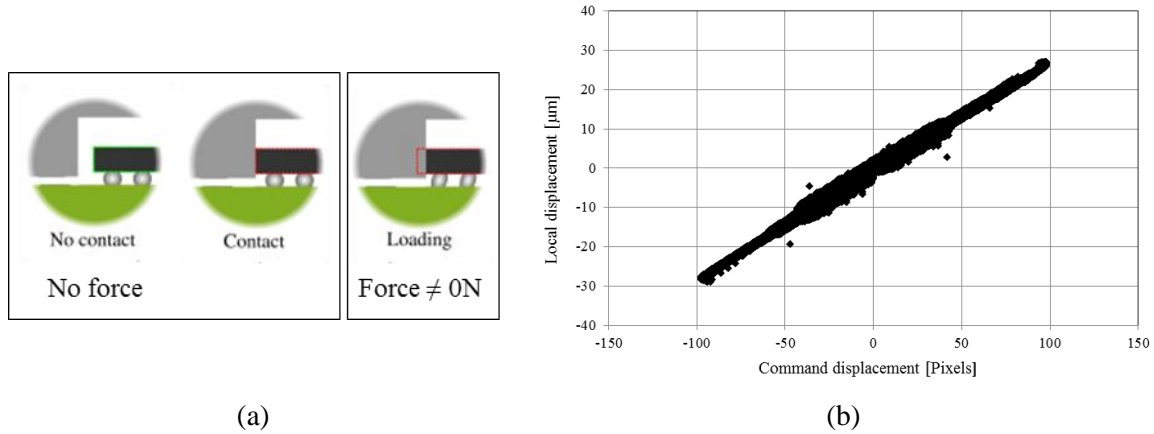 No contact
Contact
Loading
No force
Force ≠ 0N
(a)
Local displacement [µm]
40
30
20
10
0
-10
-20
-30
-40
-150
-100
-50
0
50
100
150
Command displacement [Pixels]
(b)